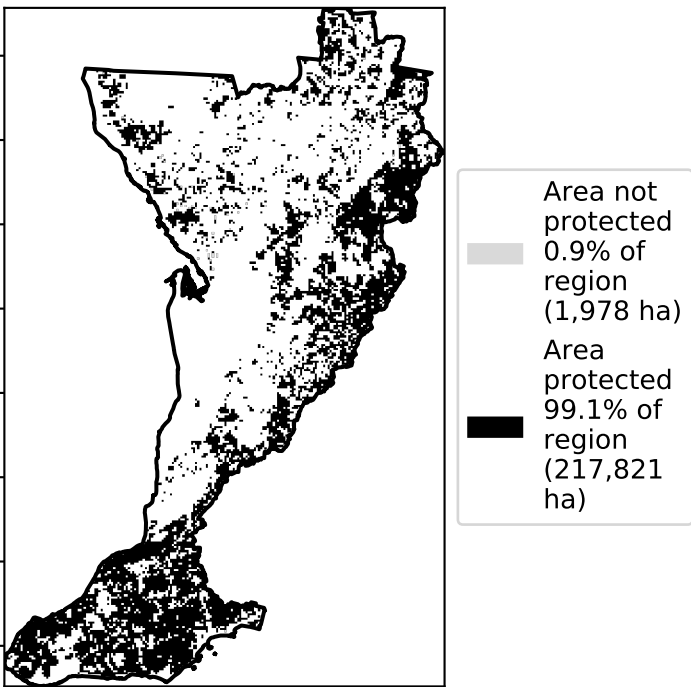 Area not
protected
0.9% of
region
(1,978 ha)
Area
protected
99.1% of
region
(217,821
ha)